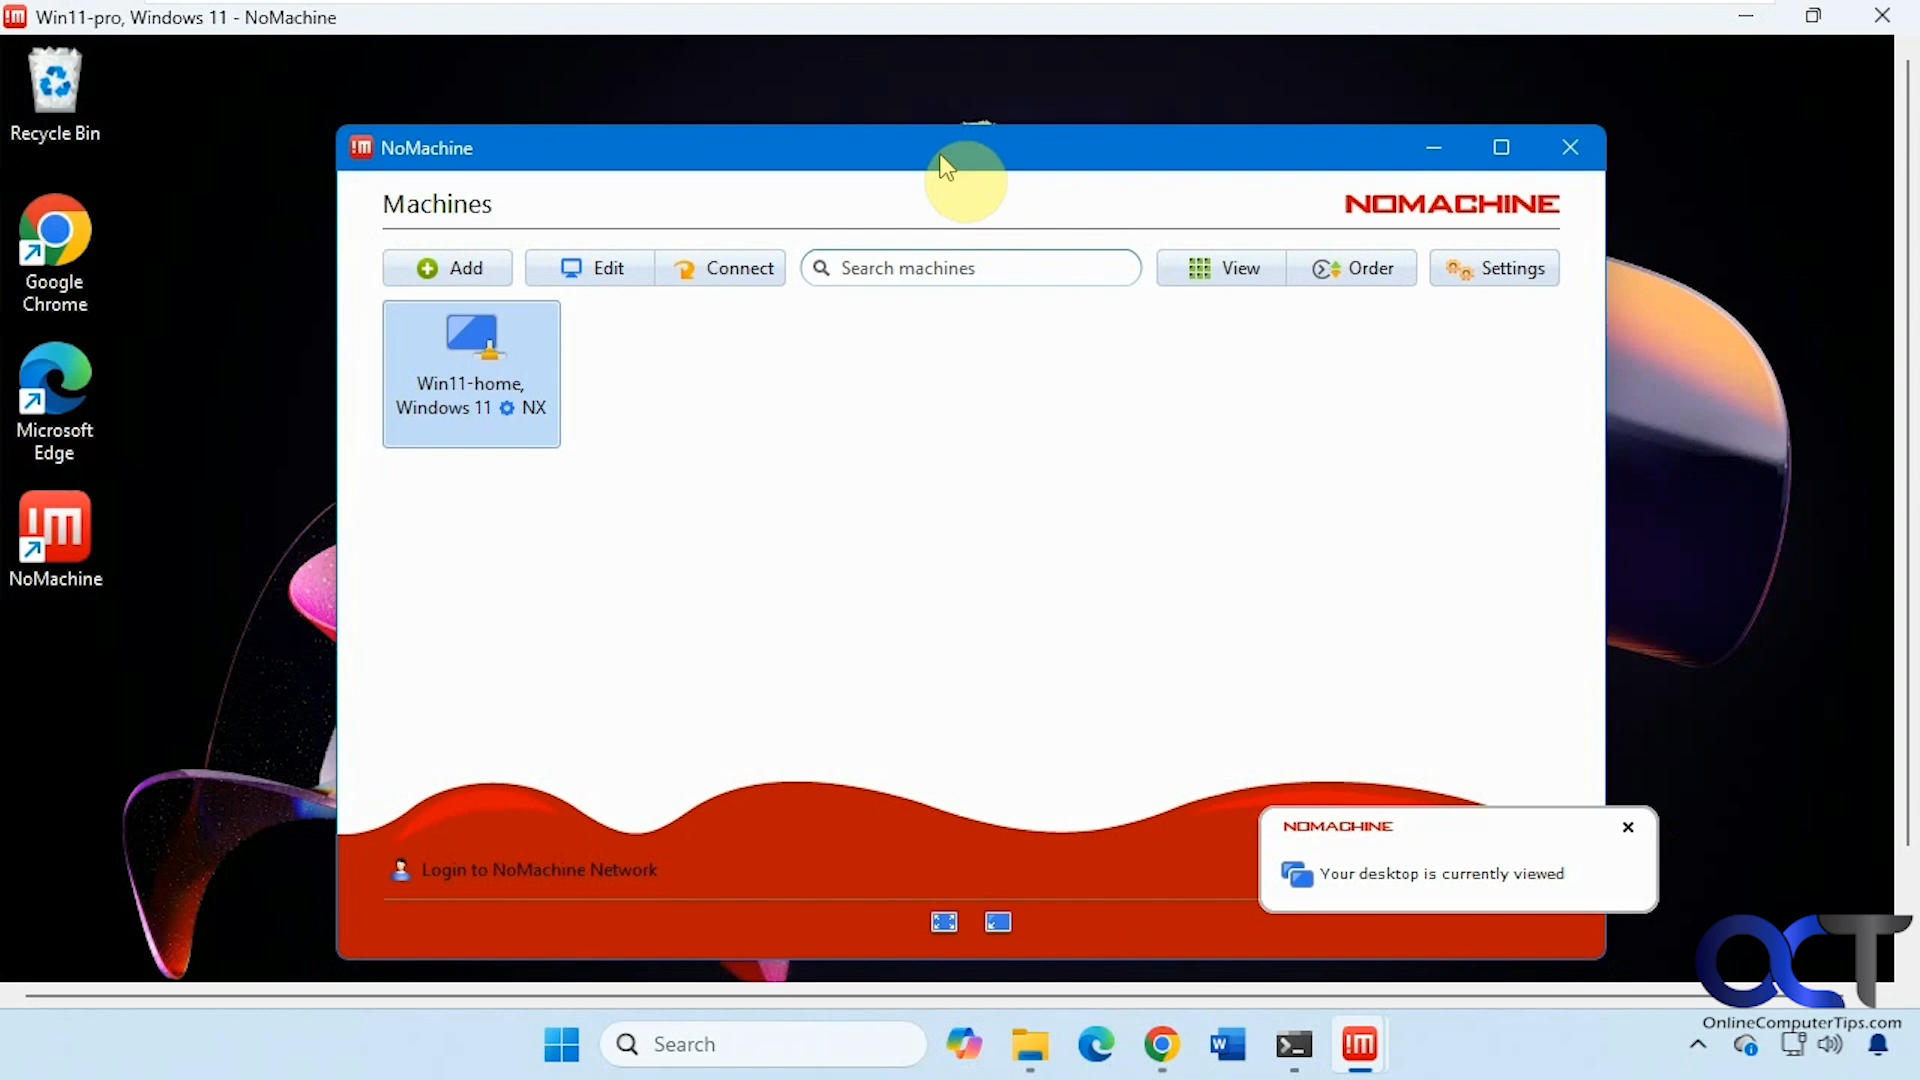 Win11-pro, Windows 11 - NoMachine
Recycle Bin
Google
Chrome
Microsoft
Edge
NoMachine
NoMachine
Machines
NOMACHINE
Add
Edit
Connect
Search machines
View
Order
Settings
Win11-home,
Windows 11 NX
Login to NoMachine Network
NOMACHINE
Your desktop is currently viewed
OCT
OnlineComputerTips.com
Search